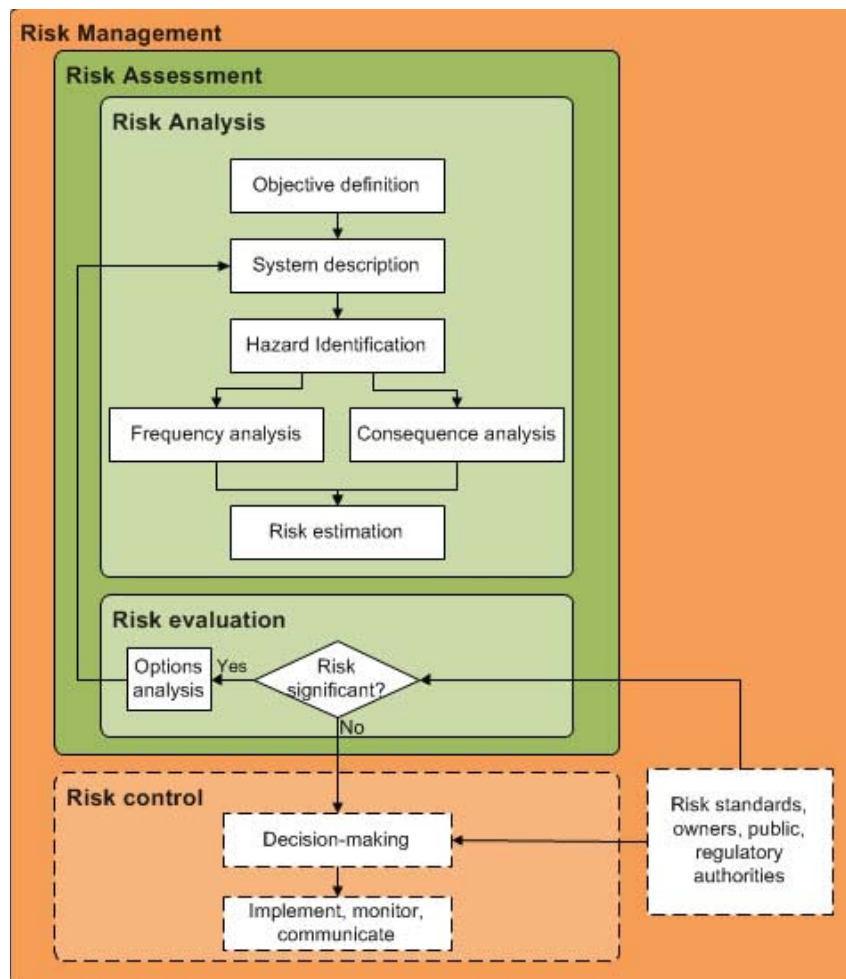 Risk Management
Risk Assessment
Risk Analysis
Objective definition
System description
Hazard Identification
Frequency analysis
Consequence analysis
Risk estimation
Risk evaluation
Options
analysis
Yes
Risk
significant?
No
Risk control
Decision-making
Implement, monitor,
communicate
Risk standards,
owners, public,
regulatory
authorities